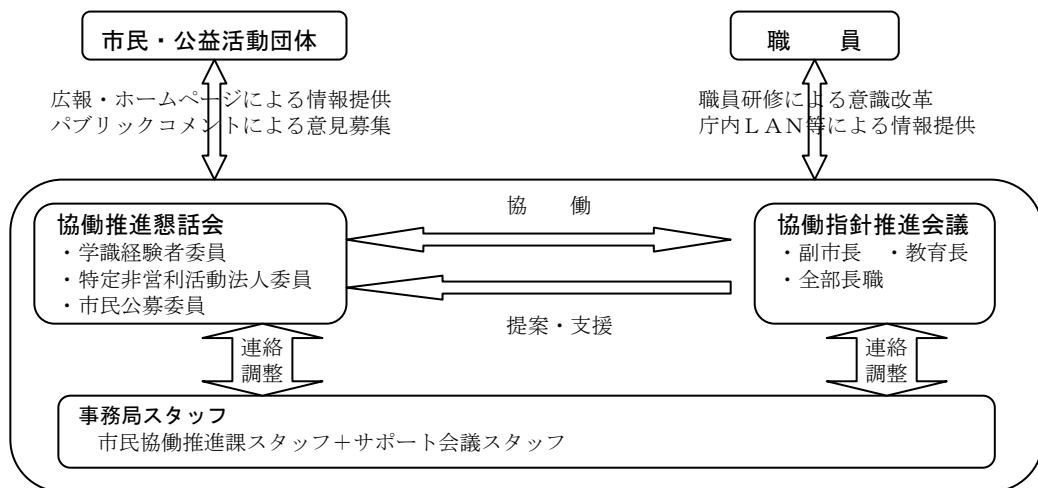 市民・公益活動団体
職　　員
広報・ホームページによる情報提供
パブリックコメントによる意見募集
職員研修による意識改革
庁内ＬＡＮ等による情報提供
協働推進懇話会
・学識経験者委員
・特定非営利活動法人委員
・市民公募委員
協　　働
提案・支援
協働指針推進会議
・副市長　・教育長
・全部長職
連絡
調整
連絡
調整
事務局スタッフ
市民協働推進課スタッフ＋サポート会議スタッフ